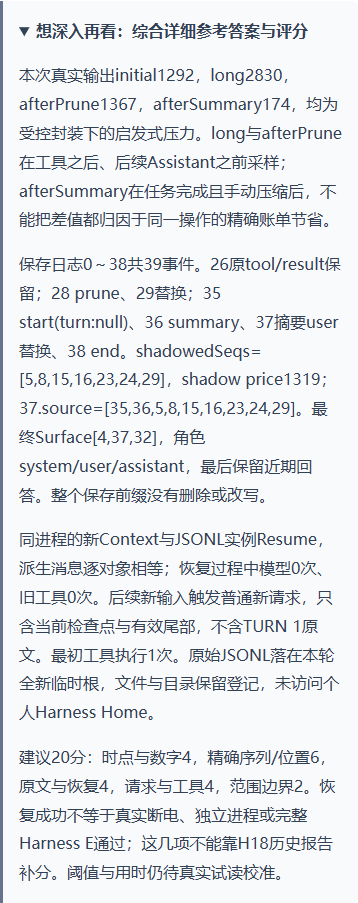 ▼ 想深入再看：综合详细参考答案与评分
本次真实输出initial1292，long2830，
afterPrune1367，afterSummary174，均为
受控封装下的启发式压力。long与afterPrune
在工具之后、后续Assistant之前采样；
afterSummary在任务完成且手动压缩后，不
能把差值都归因于同一操作的精确账单节省。
保存日志0～38共39事件。26原tool/result保
留；28 prune、29替换；35
start(turn:null)、36 summary、37摘要user
替换、38 end。shadowedSeqs=
[5,8,15,16,23,24,29]，shadow price1319；
37.source=[35,36,5,8,15,16,23,24,29]。最
终Surface[4,37,32]，角色
system/user/assistant，最后保留近期回
答。整个保存前缀没有删除或改写。
同进程的新Context与JSONL实例Resume，
派生消息逐对象相等；恢复过程中模型0次、
旧工具0次。后续新输入触发普通新请求，只
含当前检查点与有效尾部，不含TURN 1原
文。最初工具执行1次。原始JSONL落在本轮
全新临时根，文件与目录保留登记，未访问个
人Harness Home。
建议20分：时点与数字4，精确序列/位置6，
原文与恢复4，请求与工具4，范围边界2。恢
复成功不等于真实断电、独立进程或完整
Harness E通过；这几项不能靠H18历史报告
补分。阈值与用时仍待真实试读校准。